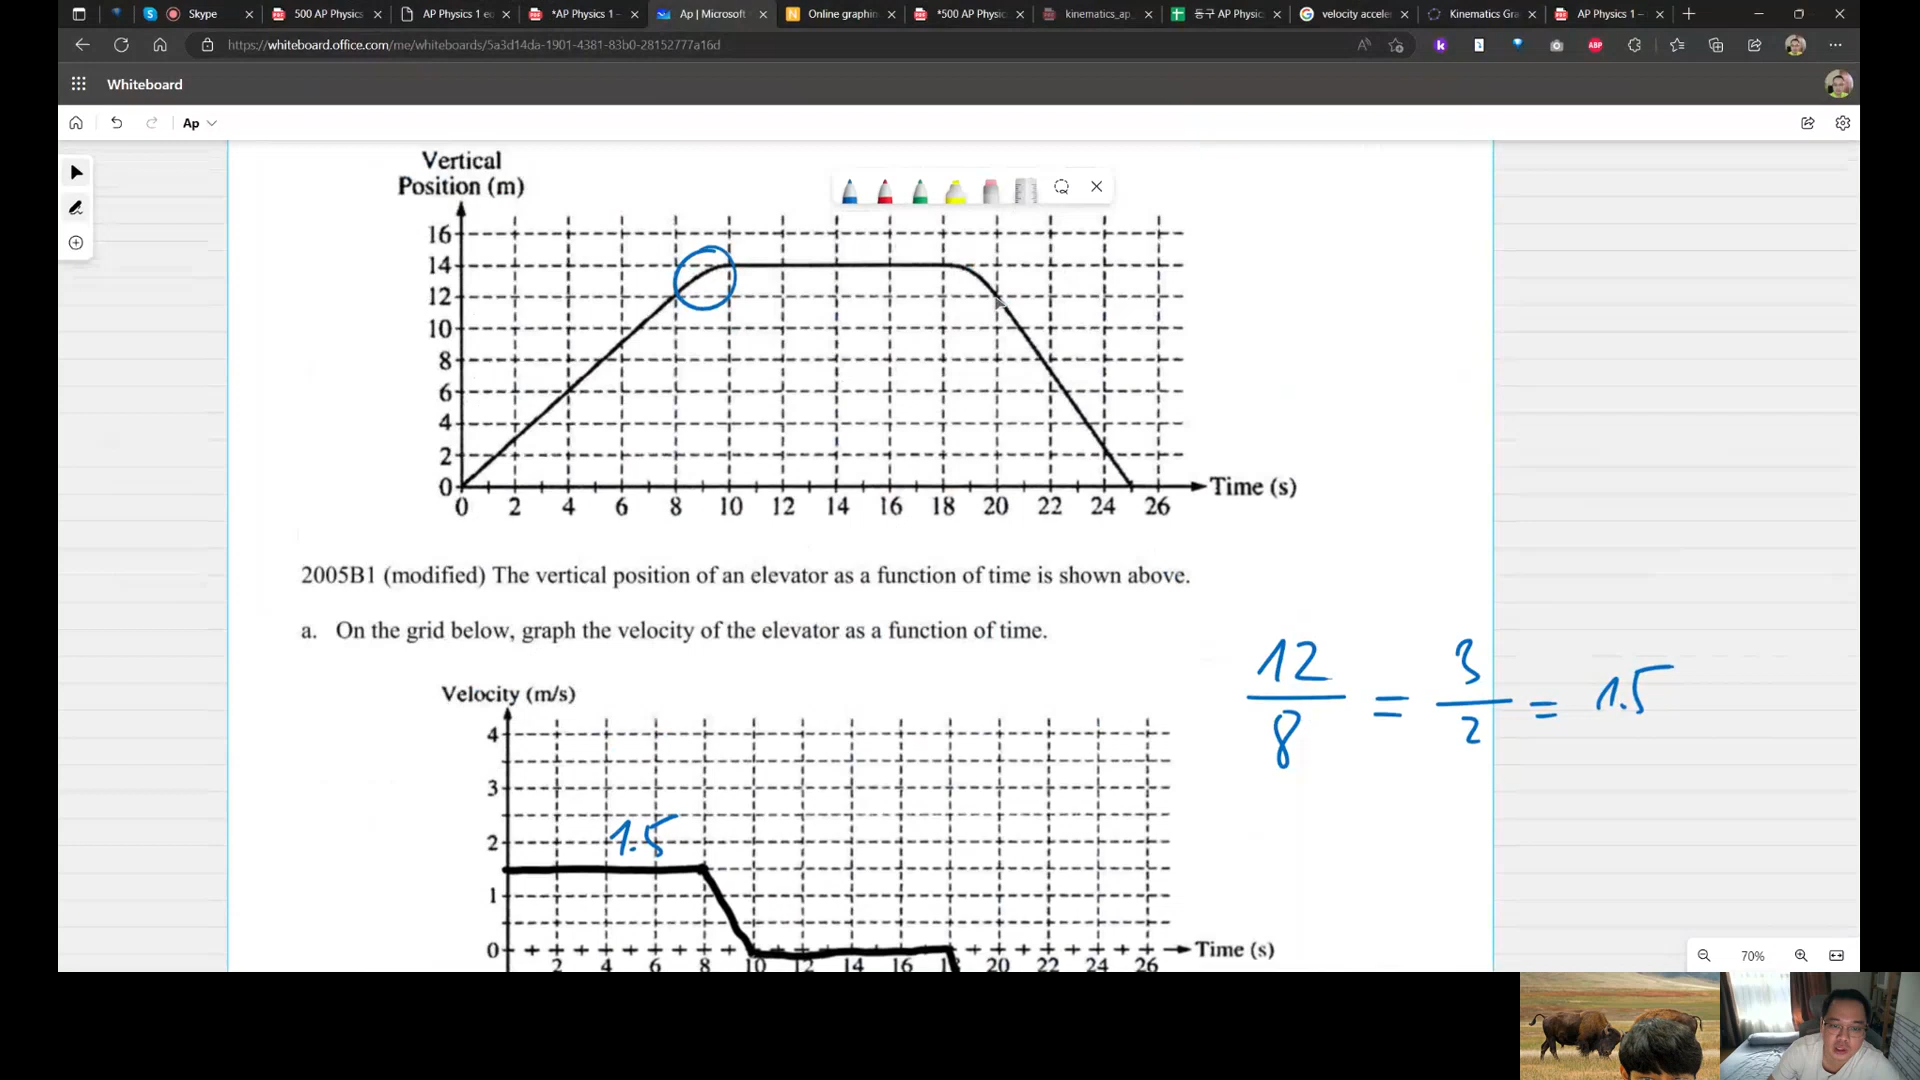 Skype
500 AP Physics
AP Physics 1 e
*AP Physics 1 –
Ap | Microsoft
Online graphin
*500 AP Physic
kinematics_ap
동구 AP Physic
velocity accele
Kinematics Gra
AP Physics 1 –
https://whiteboard.office.com/me/whiteboards/5a3d14da-1901-4381-83b0-28152777a16d
ABP
Whiteboard
Ap
Vertical
Position (m)
16
14
12
10
8
6
4
2
0
0 2 4 6 8 10 12 14 16 18 20 22 24 26
Time (s)
2005B1 (modified) The vertical position of an elevator as a function of time is shown above.
a. On the grid below, graph the velocity of the elevator as a function of time.
12/8 = 3/2 = 1.5
Velocity (m/s)
4
3
2
1.5
1
0
Time (s)
2 4 6 8 10 12 14 16 18 20 22 24 26
70%